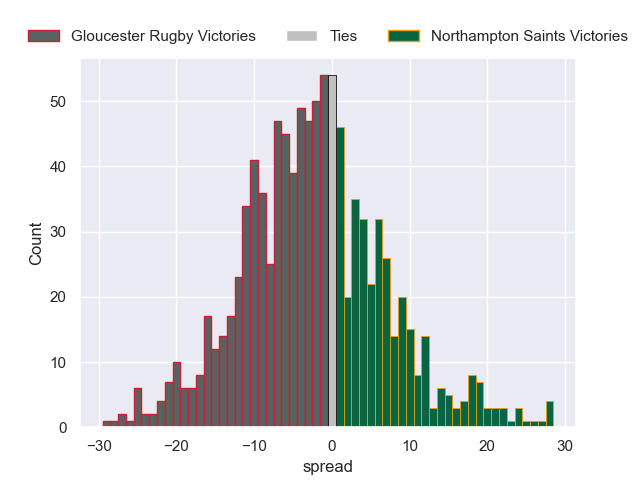 Gloucester Rugby Victories Ties Northampton Saints Victories
50
40
30
20
10
0
Count
−30 −20 −10 0 10 20 30
spread